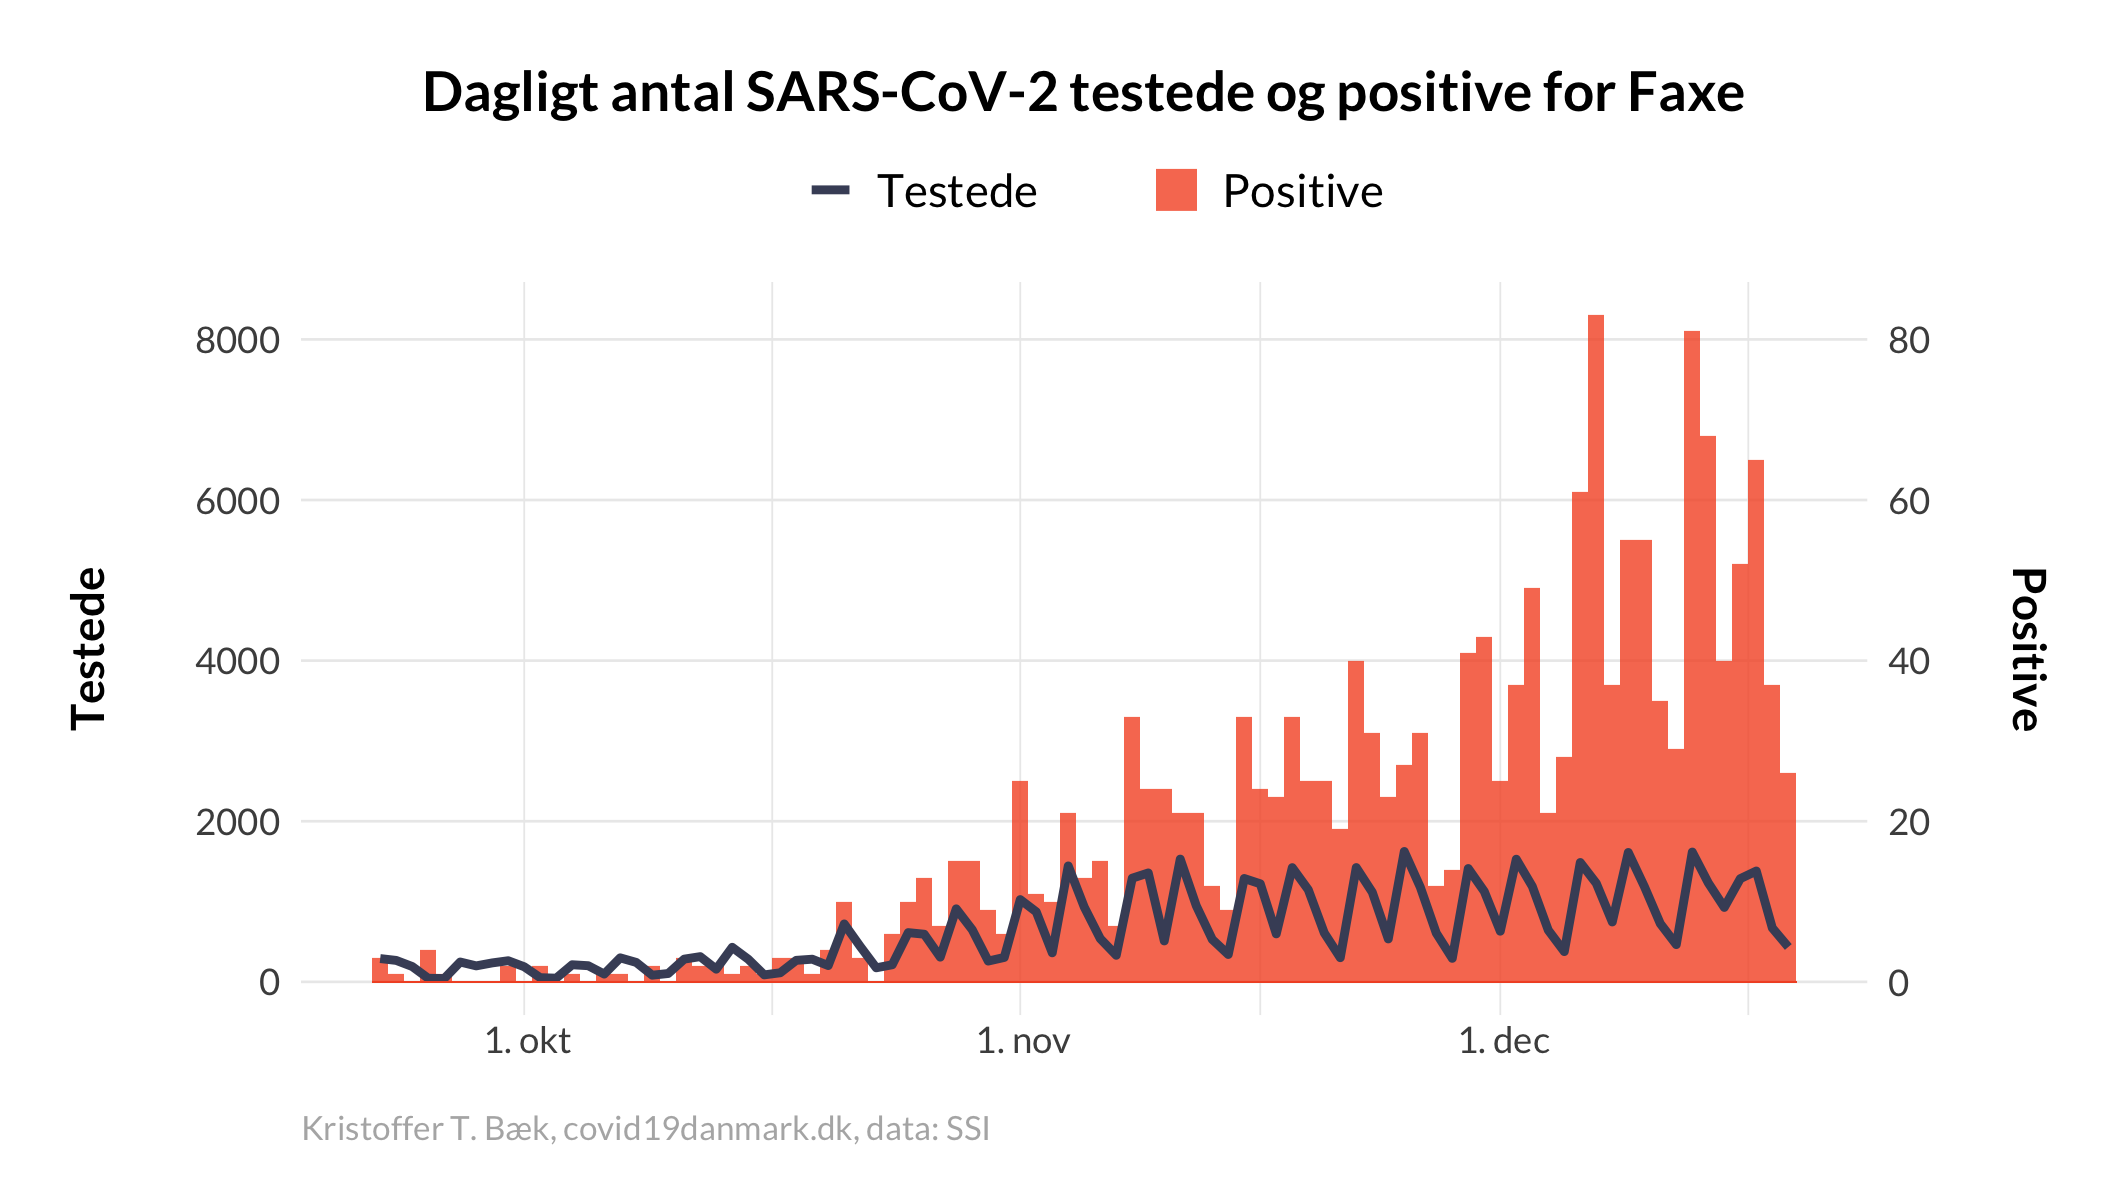 Dagligt antal SARS-CoV-2 testede og positive for Faxe
Testede
Positive
8000
6000
4000
2000
0
Testede
80
60
40
20
0
Positive
1. okt
1. nov
1. dec
Kristoffer T. Bæk, covid19danmark.dk, data: SSI